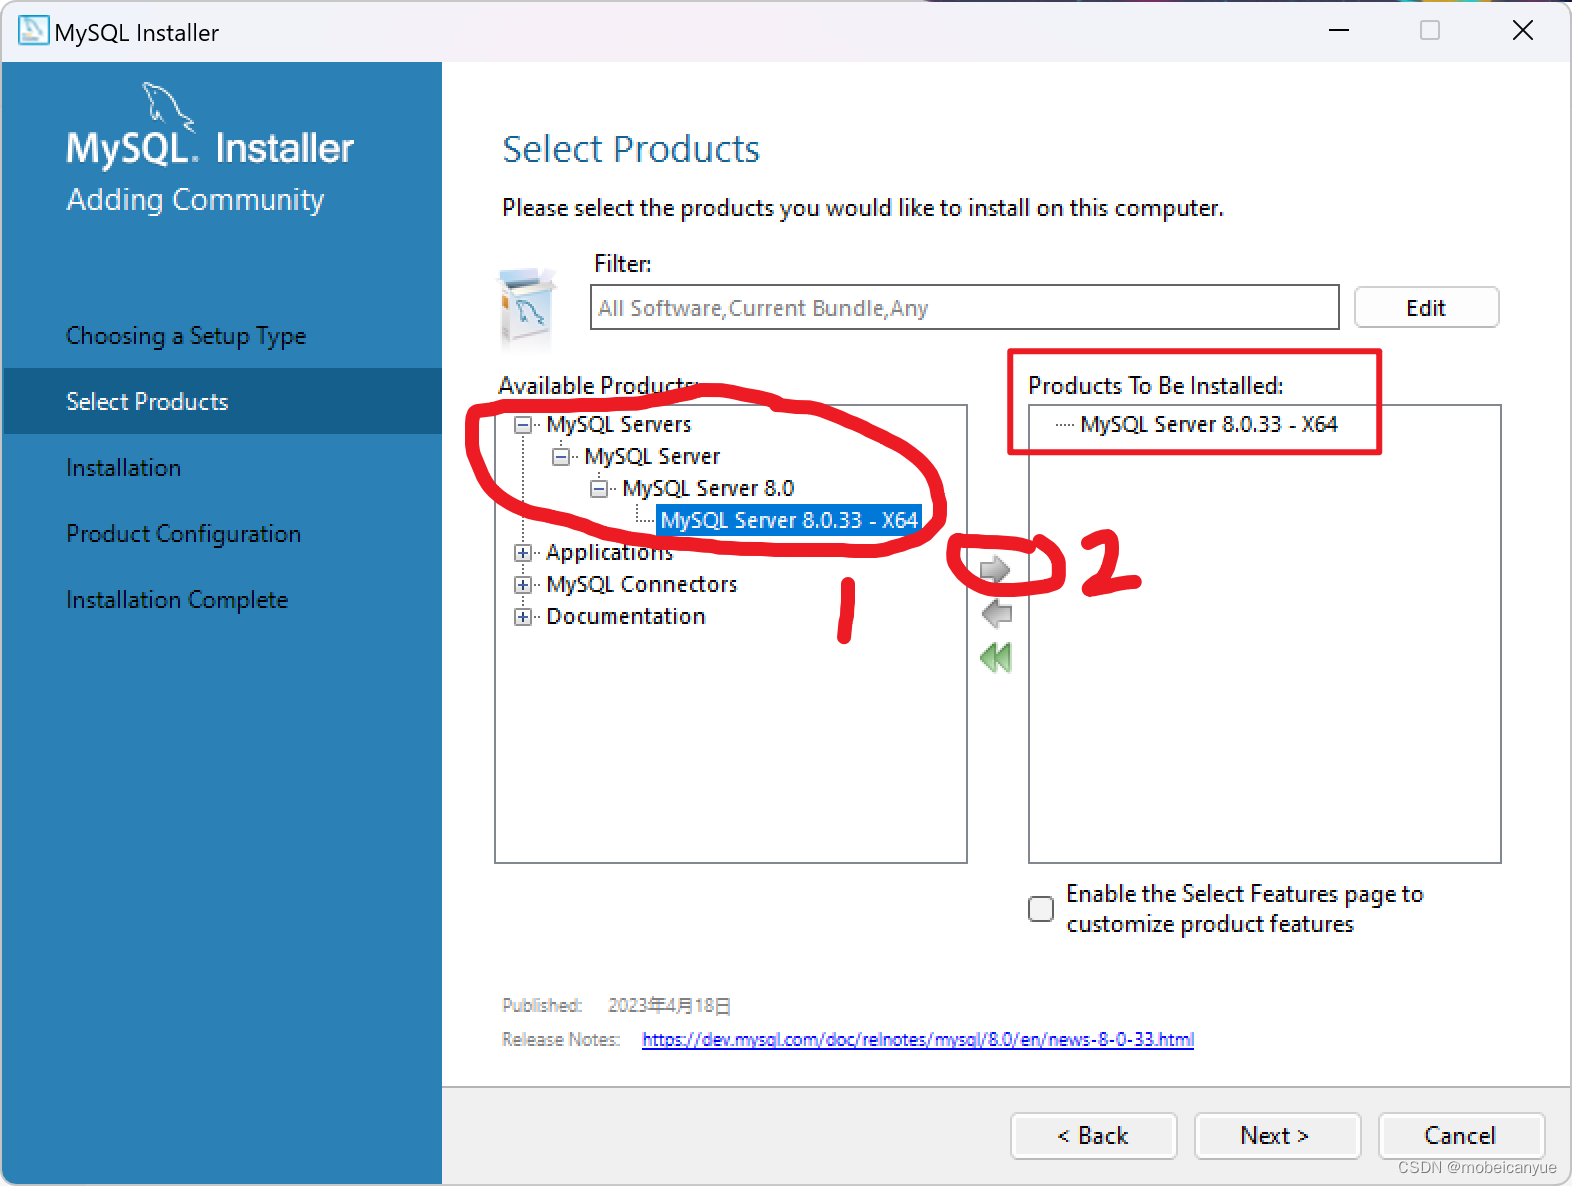 MySQL Installer
MySQL. Installer
Adding Community
Choosing a Setup Type
Select Products
Installation
Product Configuration
Installation Complete
Select Products
Please select the products you would like to install on this computer.
Filter:
All Software,Current Bundle,Any
Edit
Available Products:
MySQL Servers
MySQL Server
MySQL Server 8.0
MySQL Server 8.0.33 - X64
Applications
MySQL Connectors
Documentation
1
2
Products To Be Installed:
MySQL Server 8.0.33 - X64
Enable the Select Features page to
customize product features
Published: 2023年4月18日
Release Notes: https://dev.mysql.com/doc/relnotes/mysql/8.0/en/news-8-0-33.html
< Back
Next >
Cancel
CSDN @mobeicanyue